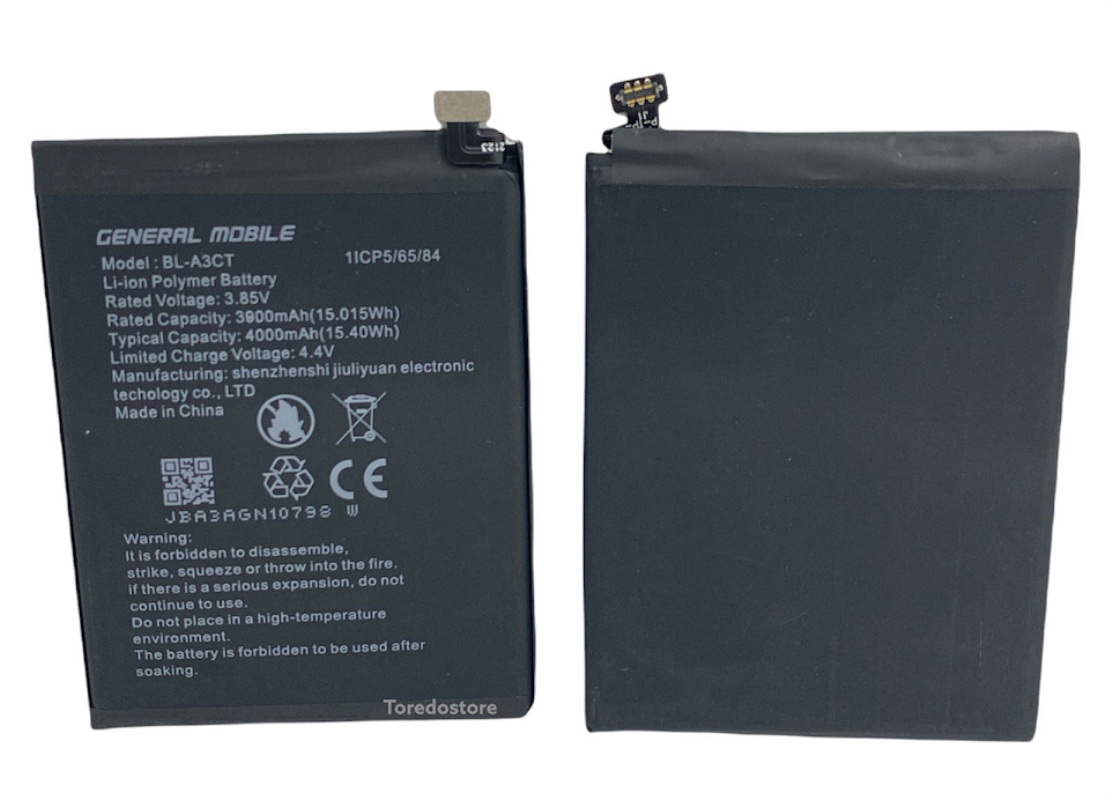 2123
GENERAL MOBILE
Model : BL-A3CT 1ICP5/65/84
Li-ion Polymer Battery
Rated Voltage: 3.85V
Rated Capacity: 3900mAh(15.015Wh)
Typical Capacity: 4000mAh(15.40Wh)
Limited Charge Voltage: 4.4V
Manufacturing: shenzhenshi jiuliyuan electronic
techology co., LTD
Made in China
CE
JBA3AGN10798
Warning:
It is forbidden to disassemble,
strike, squeeze or throw into the fire.
if there is a serious expansion, do not
continue to use.
Do not place in a high-temperature
environment.
The battery is forbidden to be used after
soaking.
Toredostore
J1